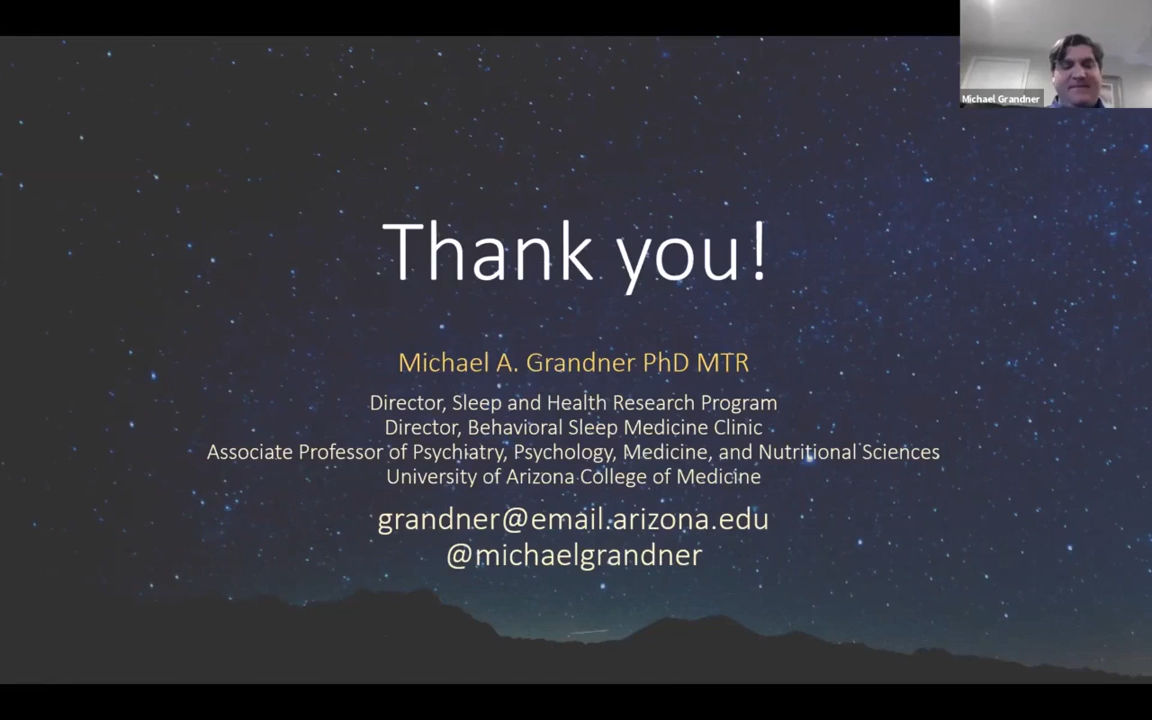 Michael Grandner
Thank you!
Michael A. Grandner PhD MTR
Director, Sleep and Health Research Program
Director, Behavioral Sleep Medicine Clinic
Associate Professor of Psychiatry, Psychology, Medicine, and Nutritional Sciences
University of Arizona College of Medicine
grandner@email.arizona.edu
@michaelgrandner